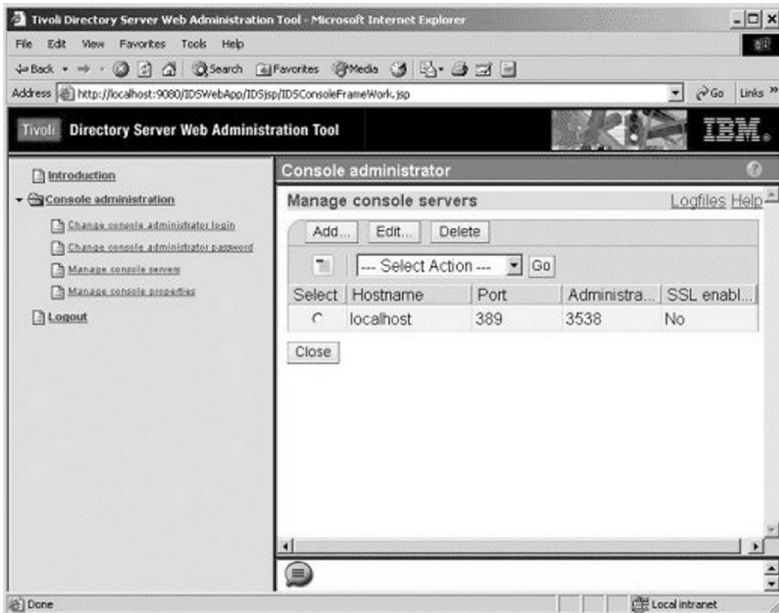 Tivoli Directory Server Web Administration Tool - Microsoft Internet Explorer
File Edit View Favorites Tools Help
Back Search Favorites Media
Address http://localhost:9080/IDSWebApp/IDSjsp/IDSConsoleFrameWork.jsp Go Links »
Tivoli Directory Server Web Administration Tool IBM.
Introduction
Console administration
Change console administrator login
Change console administrator password
Manage console servers
Manage console properties
Logout
Console administrator ?
Manage console servers Logfiles Help
Add... Edit... Delete
--- Select Action --- Go
Select Hostname Port Administra... SSL enabl...
localhost 389 3538 No
Close
Done Local intranet